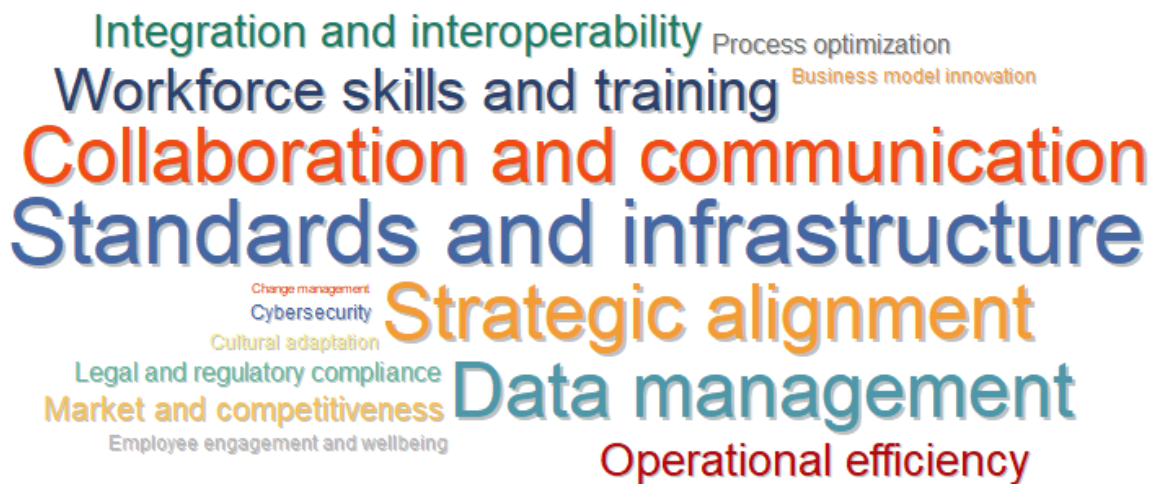 Integration and interoperability
Process optimization
Workforce skills and training
Business model innovation
Collaboration and communication
Standards and infrastructure
Change management
Cybersecurity
Strategic alignment
Cultural adaptation
Legal and regulatory compliance
Data management
Market and competitiveness
Employee engagement and wellbeing
Operational efficiency